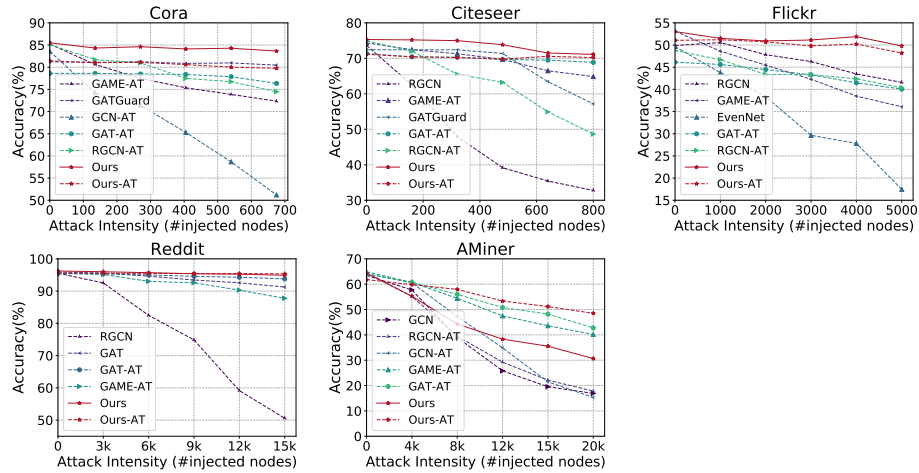 Cora
Accuracy(%)
90
85
80
75
70
65
60
55
50
GAME-AT
GATGuard
GCN-AT
GAT-AT
RGCN-AT
Ours
Ours-AT
0 100 200 300 400 500 600 700
Attack Intensity (#injected nodes)
Citeseer
Accuracy(%)
80
70
60
50
40
30
RGCN
GAME-AT
GATGuard
GAT-AT
RGCN-AT
Ours
Ours-AT
0 160 320 480 640 800
Attack Intensity (#injected nodes)
Flickr
Accuracy(%)
55
50
45
40
35
30
25
20
15
RGCN
GAME-AT
EvenNet
GAT-AT
RGCN-AT
Ours
Ours-AT
0 1000 2000 3000 4000 5000
Attack Intensity (#injected nodes)
Reddit
Accuracy(%)
100
90
80
70
60
50
RGCN
GAT
GAT-AT
GAME-AT
Ours
Ours-AT
0 3k 6k 9k 12k 15k
Attack Intensity (#injected nodes)
AMiner
Accuracy(%)
70
60
50
40
30
20
10
0
GCN
RGCN-AT
GCN-AT
GAME-AT
GAT-AT
Ours
Ours-AT
0 4k 8k 12k 15k 20k
Attack Intensity (#injected nodes)